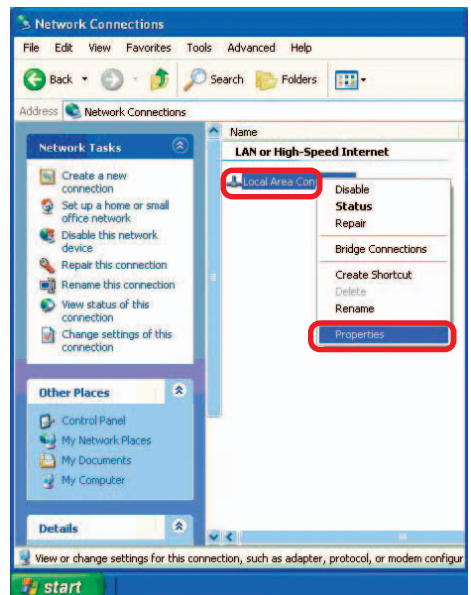 Network Connections
File Edit View Favorites Tools Advanced Help
Back Search Folders
Address Network Connections
Name
LAN or High-Speed Internet
Local Area Con
Disable
Status
Repair
Bridge Connections
Create Shortcut
Delete
Rename
Properties
Network Tasks
Create a new
connection
Set up a home or small
office network
Disable this network
device
Repair this connection
Rename this connection
View status of this
connection
Change settings of this
connection
Other Places
Control Panel
My Network Places
My Documents
My Computer
Details
View or change settings for this connection, such as adapter, protocol, or modem configur
start